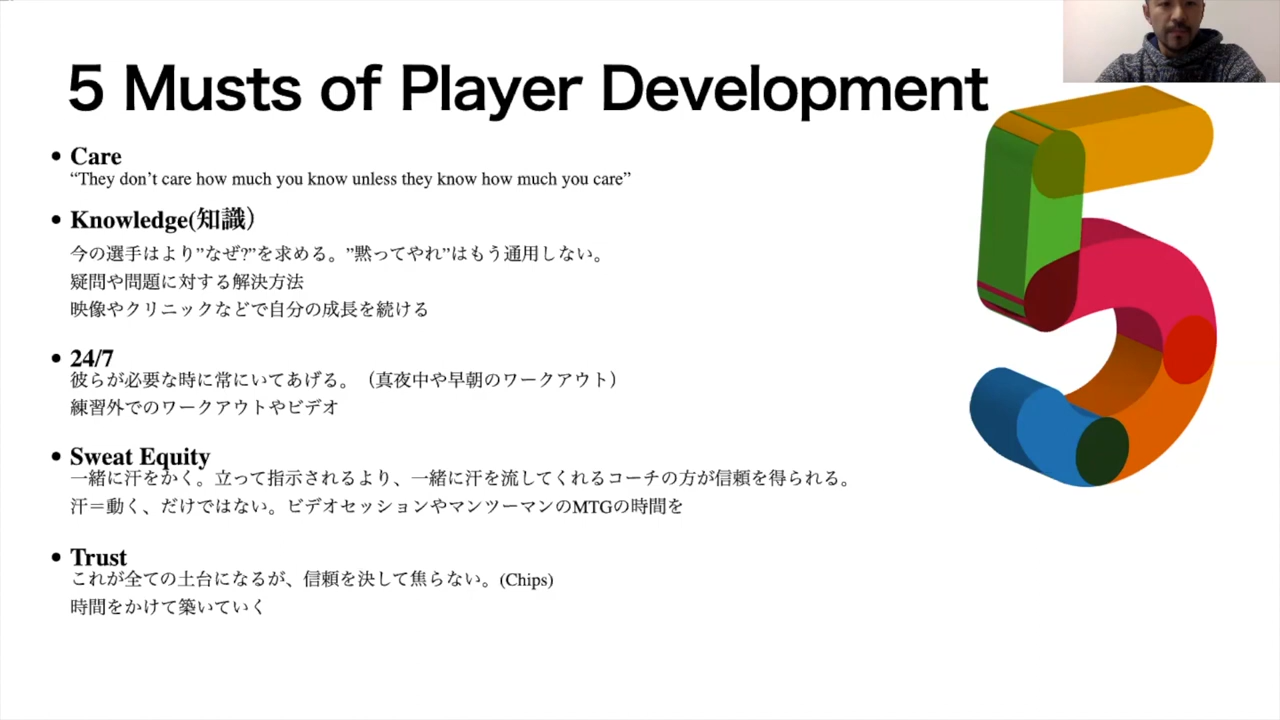 5 Musts of Player Development
• Care
“They don’t care how much you know unless they know how much you care”
• Knowledge(知識）
今の選手はより”なぜ?”を求める。”黙ってやれ”はもう通用しない。
疑問や問題に対する解決方法
映像やクリニックなどで自分の成長を続ける
• 24/7
彼らが必要な時に常にいてあげる。（真夜中や早朝のワークアウト）
練習外でのワークアウトやビデオ
• Sweat Equity
一緒に汗をかく。立って指示されるより、一緒に汗を流してくれるコーチの方が信頼を得られる。
汗＝動く、だけではない。ビデオセッションやマンツーマンのMTGの時間を
• Trust
これが全ての土台になるが、信頼を決して焦らない。(Chips)
時間をかけて築いていく
5